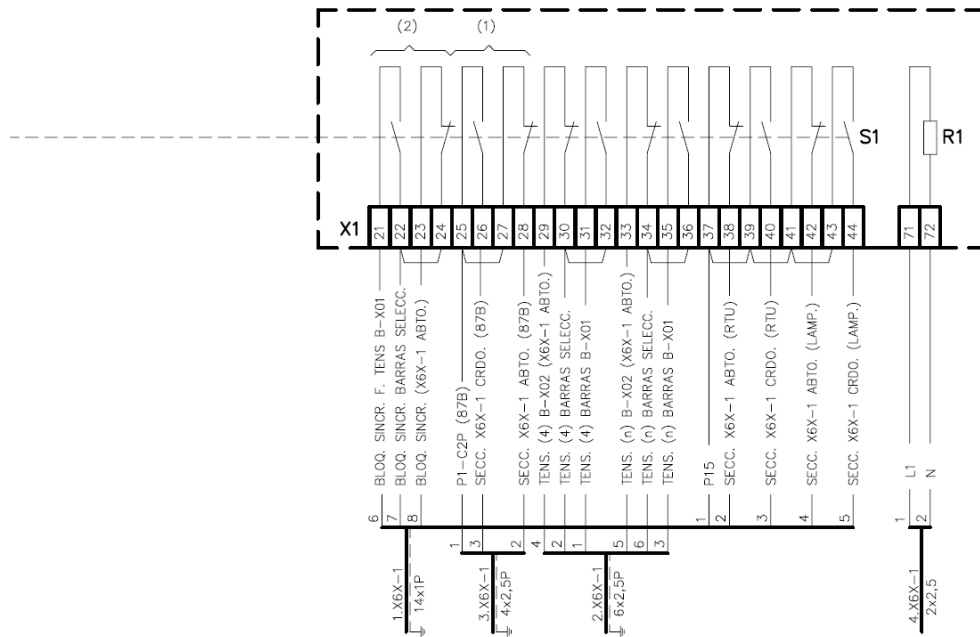 (2)
(1)
S1
R1
X1
21 22 23 24 25 26 27 28 29 30 31 32 33 34 35 36 37 38 39 40 41 42 43 44
71 72
BLOQ. SINCR. F. TENS B-X01
BLOQ. SINCR. BARRAS SELECC.
BLOQ. SINCR. (X6X-1 ABTO.)
P1-C2P (87B)
SECC. X6X-1 CRDO. (87B)
SECC. X6X-1 ABTO. (87B)
TENS. (4) B-X02 (X6X-1 ABTO.)
TENS. (4) BARRAS SELECC.
TENS. (4) BARRAS B-X01
TENS. (n) B-X02 (X6X-1 ABTO.)
TENS. (n) BARRAS SELECC.
TENS. (n) BARRAS B-X01
P15
SECC. X6X-1 ABTO. (RTU)
SECC. X6X-1 CRDO. (RTU)
SECC. X6X-1 ABTO. (LAMP.)
SECC. X6X-1 CRDO. (LAMP.)
L1
N
6 7 8
1 2 3 4 5
1 2
1 3 2
4 2 1 5 6 3
1.X6X-1
14x1P
3.X6X-1
4x2,5P
2.X6X-1
6x2,5P
4.X6X-1
2x2,5